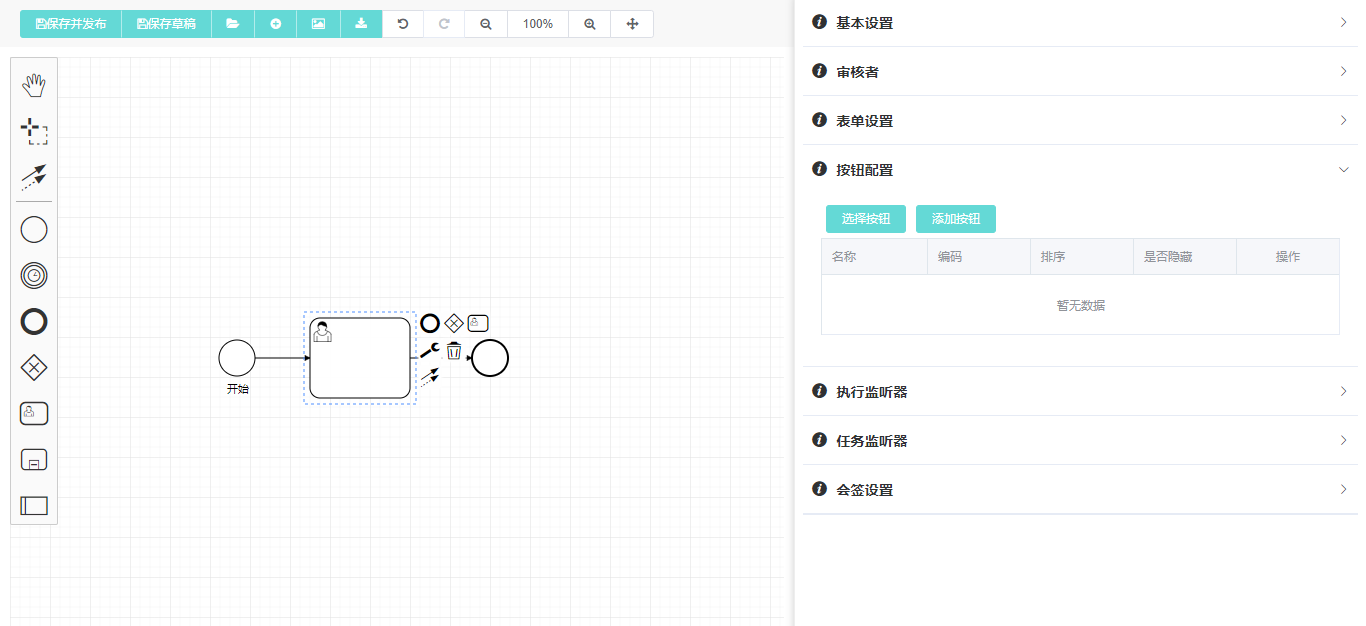 保存并发布 保存草稿 100%
开始
基本设置
审核者
表单设置
按钮配置
选择按钮 添加按钮
名称 编码 排序 是否隐藏 操作
暂无数据
执行监听器
任务监听器
会签设置